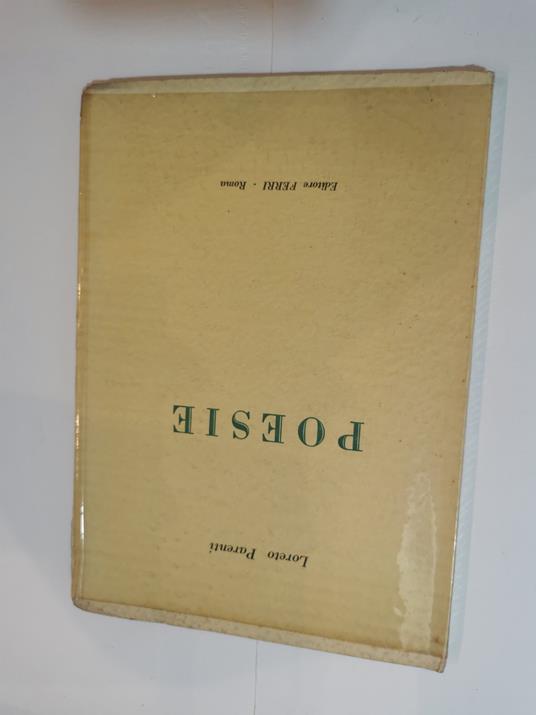 Loreto Parenti
POESIE
Editore FERRI - Roma